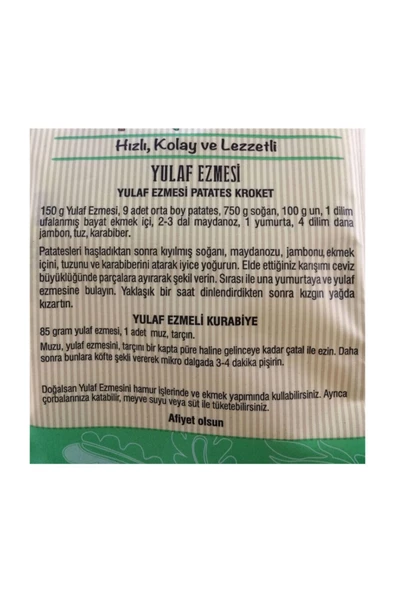 Hızlı, Kolay ve Lezzetli
YULAF EZMESİ
YULAF EZMESİ PATATES KROKET
150 g Yulaf Ezmesi, 9 adet orta boy patates, 750 g soğan, 100 g un, 1 dilim
ufalanmış bayat ekmek içi, 2-3 dal maydanoz, 1 yumurta, 4 dilim dana
jambon, tuz, karabiber.
Patatesleri haşladıktan sonra kıyılmış soğanı, maydanozu, jambonu, ekmek
içini, tuzunu ve karabiberini atarak iyice yoğurun. Elde ettiğiniz karışımı ceviz
büyüklüğünde parçalara ayırarak şekil verin. Sırası ile una yumurtaya ve yulaf
ezmesine bulayın. Yaklaşık bir saat dinlendirdikten sonra kızgın yağda
kızartın.
YULAF EZMELİ KURABİYE
85 gram yulaf ezmesi, 1 adet muz, tarçın.
Muzu, yulaf ezmesini, tarçını bir kapta püre haline gelinceye kadar çatal ile ezin. Daha
sonra bunlara köfte şekli vererek mikro dalgada 3-4 dakika pişirin.
Doğalsan Yulaf Ezmesini hamur işlerinde ve ekmek yapımında kullabilirsiniz. Ayrıca
çorbalarınıza katabilir, meyve suyu veya süt ile tüketebilirsiniz.
Afiyet olsun